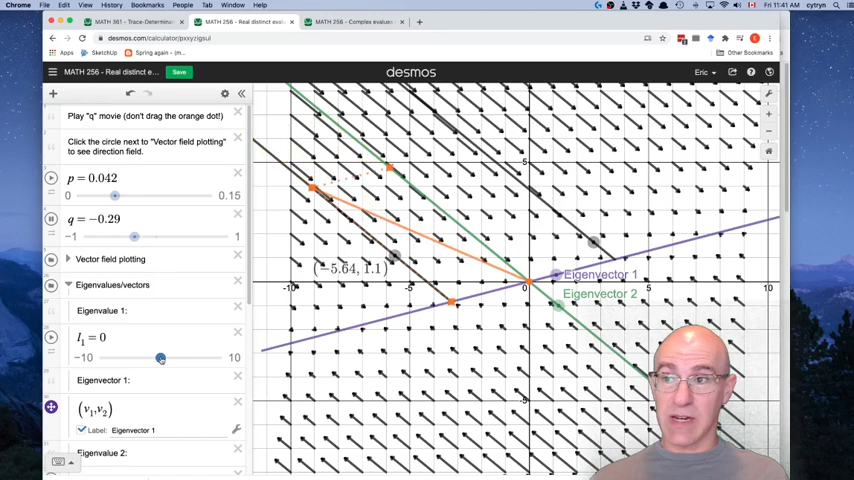 Chrome File Edit View History Bookmarks People Tab Window Help
11:41 AM cytryn
MATH 361 - Trace-Determinan
MATH 256 - Real distinct eva
MATH 256 - Complex evalues
desmos.com/calculator/pxxyzigsul
Apps SciSketch Spring again - m(...
Other Bookmarks
MATH 256 - Real distinct e...
Save
desmos
Eric
Play "q" movie (don't drag the orange dot!)
Click the circle next to "Vector field plotting"
to see direction field.
p = 0.042
0 0.15
q = −0.29
−1 1
Vector field plotting
Eigenvalues/vectors
Eigenvalue 1:
l₁ = 0
−10 10
Eigenvector 1:
(v₁, v₂)
Label: Eigenvector 1
Eigenvalue 2:
5
(−5.64, 1.1)
Eigenvector 1
-10 -5 0 5 10
Eigenvector 2
-5